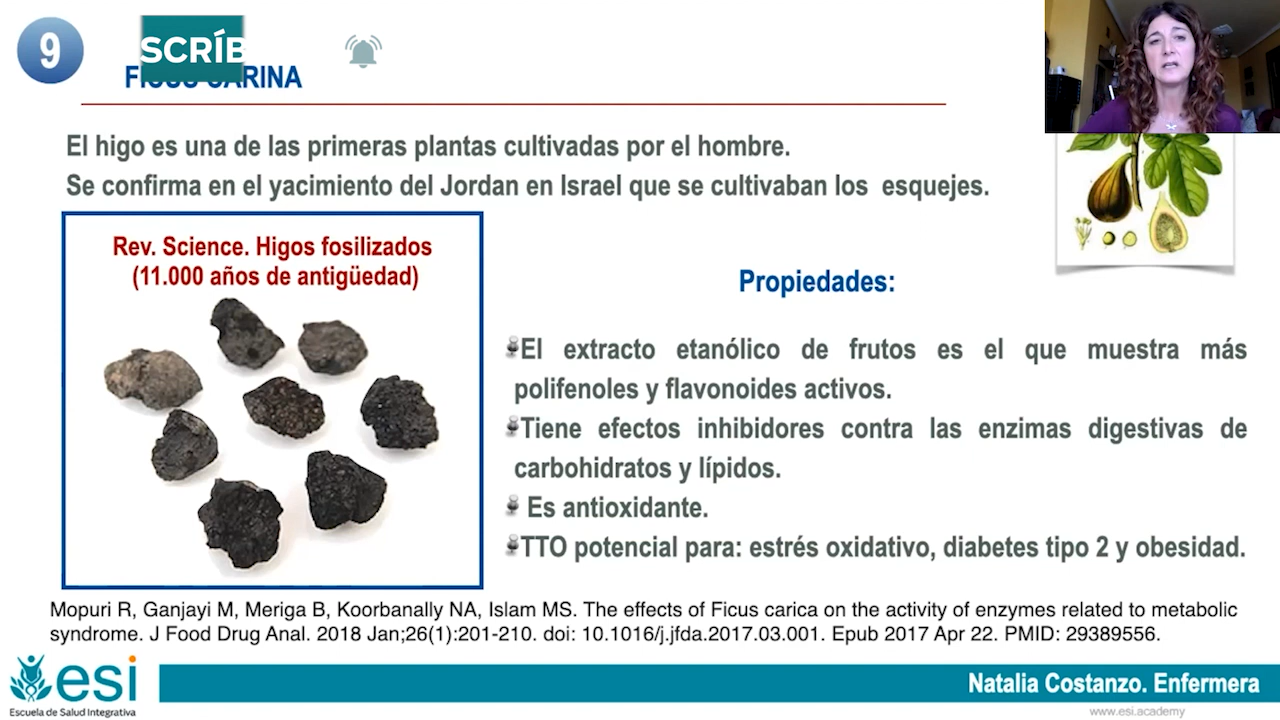 9
SCRÍB
CARINA
El higo es una de las primeras plantas cultivadas por el hombre.
Se confirma en el yacimiento del Jordan en Israel que se cultivaban los esquejes.
Rev. Science. Higos fosilizados
(11.000 años de antigüedad)
Propiedades:
El extracto etanólico de frutos es el que muestra más
polifenoles y flavonoides activos.
Tiene efectos inhibidores contra las enzimas digestivas de
carbohidratos y lípidos.
Es antioxidante.
TTO potencial para: estrés oxidativo, diabetes tipo 2 y obesidad.
Mopuri R, Ganjayi M, Meriga B, Koorbanally NA, Islam MS. The effects of Ficus carica on the activity of enzymes related to metabolic
syndrome. J Food Drug Anal. 2018 Jan;26(1):201-210. doi: 10.1016/j.jfda.2017.03.001. Epub 2017 Apr 22. PMID: 29389556.
esi
Escuela de Salud Integrativa
Natalia Costanzo. Enfermera
www.esi.academy